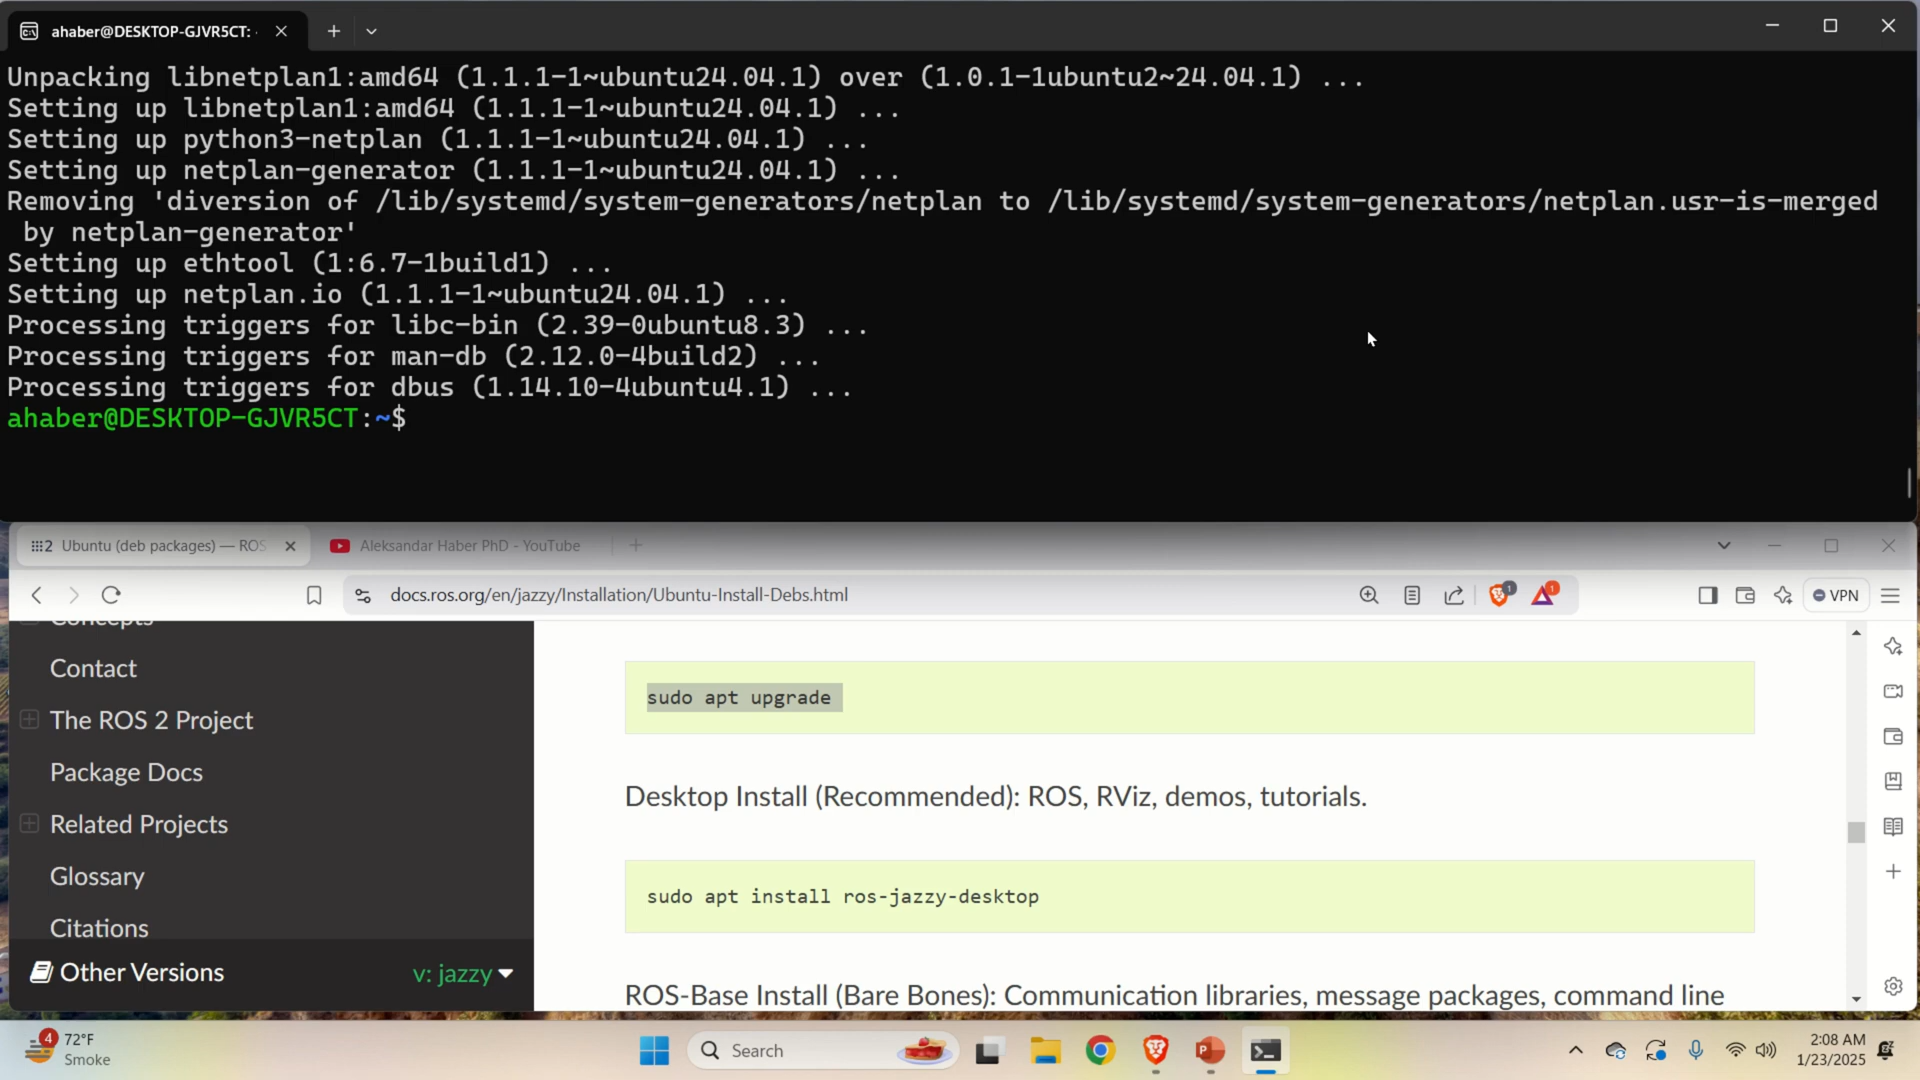 ahaber@DESKTOP-GJVR5CT: ~
Unpacking libnetplan1:amd64 (1.1.1-1~ubuntu24.04.1) over (1.0.1-1ubuntu2~24.04.1) ...
Setting up libnetplan1:amd64 (1.1.1-1~ubuntu24.04.1) ...
Setting up python3-netplan (1.1.1-1~ubuntu24.04.1) ...
Setting up netplan-generator (1.1.1-1~ubuntu24.04.1) ...
Removing 'diversion of /lib/systemd/system-generators/netplan to /lib/systemd/system-generators/netplan.usr-is-merged
by netplan-generator'
Setting up ethtool (1:6.7-1build1) ...
Setting up netplan.io (1.1.1-1~ubuntu24.04.1) ...
Processing triggers for libc-bin (2.39-0ubuntu8.3) ...
Processing triggers for man-db (2.12.0-4build2) ...
Processing triggers for dbus (1.14.10-4ubuntu4.1) ...
ahaber@DESKTOP-GJVR5CT:~$
Ubuntu (deb packages) — ROS
Aleksandar Haber PhD - YouTube
docs.ros.org/en/jazzy/Installation/Ubuntu-Install-Debs.html
1
1
VPN
Concepts
Contact
The ROS 2 Project
Package Docs
Related Projects
Glossary
Citations
Other Versions
v: jazzy
sudo apt upgrade
Desktop Install (Recommended): ROS, RViz, demos, tutorials.
sudo apt install ros-jazzy-desktop
ROS-Base Install (Bare Bones): Communication libraries, message packages, command line
4
72°F
Smoke
Search
2:08 AM
1/23/2025